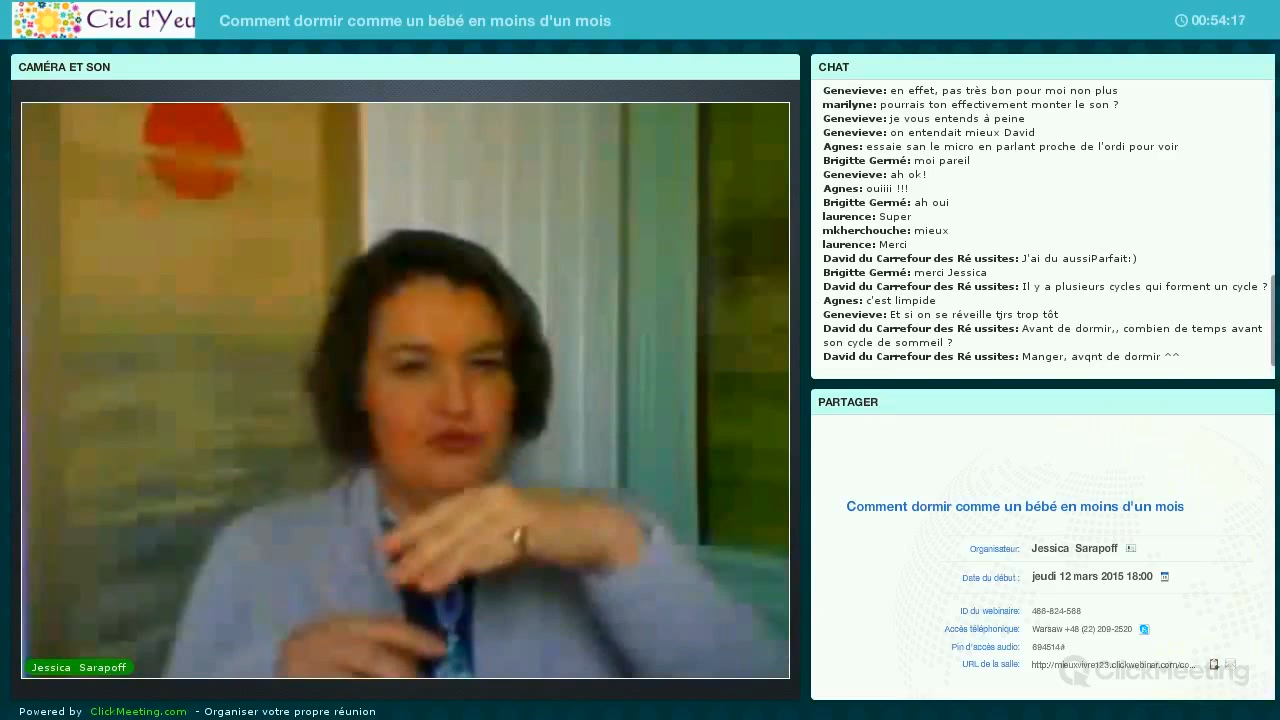 Ciel d'Yeu
Comment dormir comme un bébé en moins d'un mois
00:54:17
CAMÉRA ET SON
Jessica Sarapoff
CHAT
Genevieve: en effet, pas très bon pour moi non plus
marilyne: pourrais ton effectivement monter le son ?
Genevieve: je vous entends à peine
Genevieve: on entendait mieux David
Agnes: essaie san le micro en parlant proche de l'ordi pour voir
Brigitte Germé: moi pareil
Genevieve: ah ok!
Agnes: ouiiii !!!
Brigitte Germé: ah oui
laurence: Super
mkherchouche: mieux
laurence: Merci
David du Carrefour des Ré ussites: J'ai du aussiParfait:)
Brigitte Germé: merci Jessica
David du Carrefour des Ré ussites: Il y a plusieurs cycles qui forment un cycle ?
Agnes: c'est limpide
Genevieve: Et si on se réveille tjrs trop tôt
David du Carrefour des Ré ussites: Avant de dormir,, combien de temps avant
son cycle de sommeil ?
David du Carrefour des Ré ussites: Manger, avqnt de dormir ^^
PARTAGER
Comment dormir comme un bébé en moins d'un mois
Organisateur: Jessica Sarapoff
Date du début : jeudi 12 mars 2015 18:00
ID du webinaire: 486-824-568
Accès téléphonique: Warsaw +48 (22) 209-2520
Pin d'accès audio: 894514#
URL de la salle: http://mieuxvivre123.clickwebinar.com/co...
ClickMeeting
Powered by ClickMeeting.com - Organiser votre propre réunion